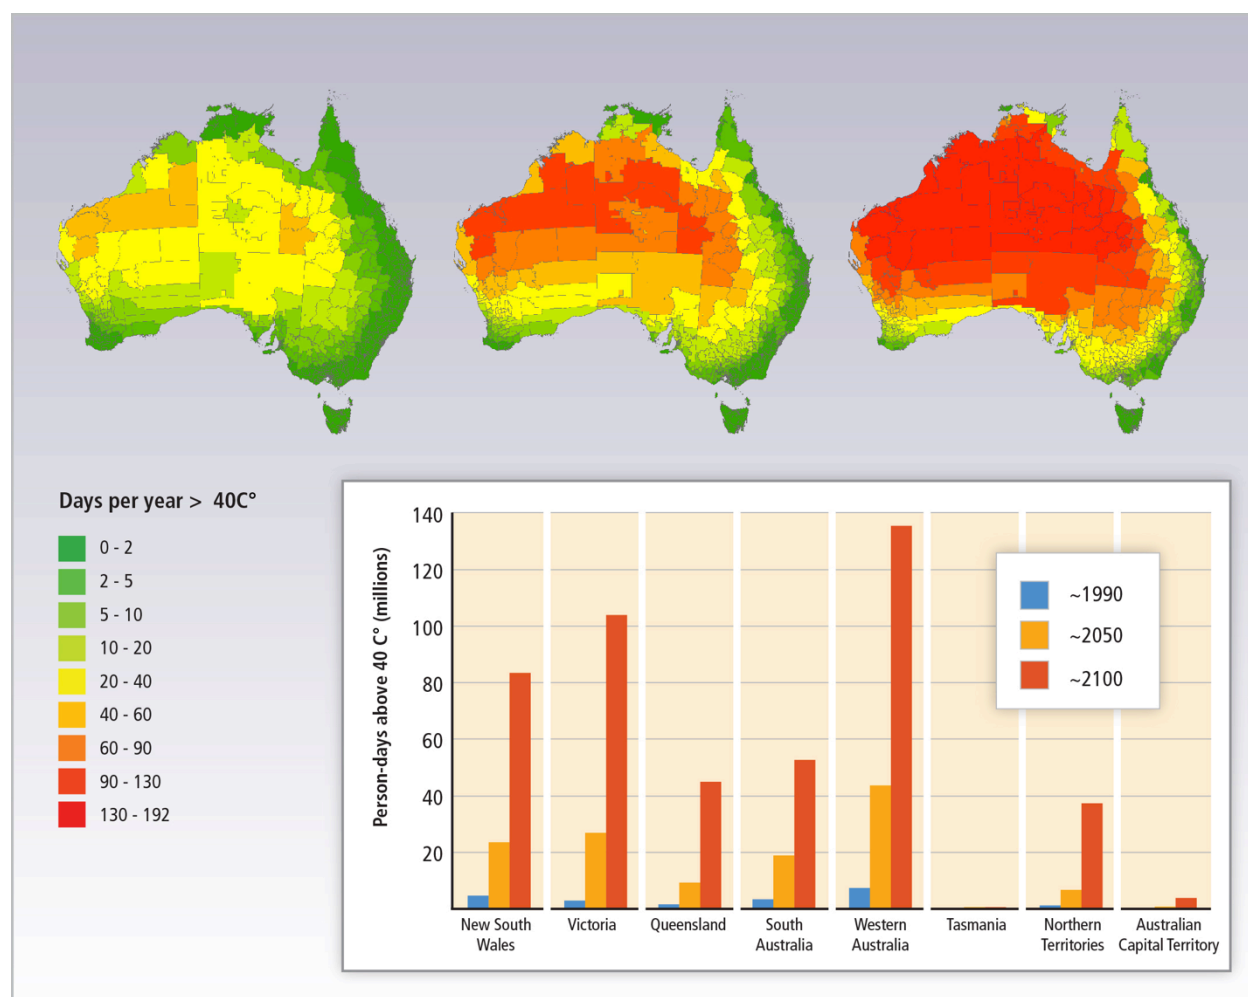 Days per year >  40C°
0 - 2
2 - 5
5 - 10
10 - 20
20 - 40
40 - 60
60 - 90
90 - 130
130 - 192
Person-days above 40 C° (millions)
140
120
100
80
60
40
20
~1990
~2050
~2100
New South
Wales
Victoria
Queensland
South
Australia
Western
Australia
Tasmania
Northern
Territories
Australian
Capital Territory